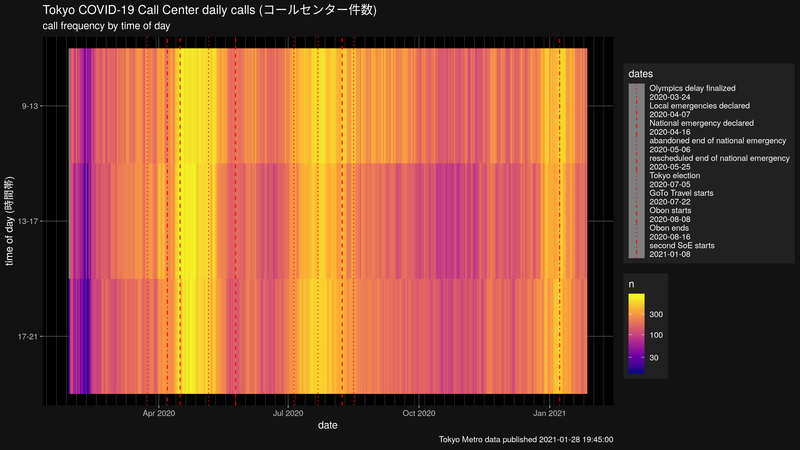 Tokyo COVID-19 Call Center daily calls (コールセンター件数)
call frequency by time of day
time of day (時間帯)
9-13
13-17
17-21
Apr 2020
Jul 2020
Oct 2020
Jan 2021
date
dates
Olympics delay finalized
2020-03-24
Local emergencies declared
2020-04-07
National emergency declared
2020-04-16
abandoned end of national emergency
2020-05-06
rescheduled end of national emergency
2020-05-25
Tokyo election
2020-07-05
GoTo Travel starts
2020-07-22
Obon starts
2020-08-08
Obon ends
2020-08-16
second SoE starts
2021-01-08
n
300
100
30
Tokyo Metro data published 2021-01-28 19:45:00